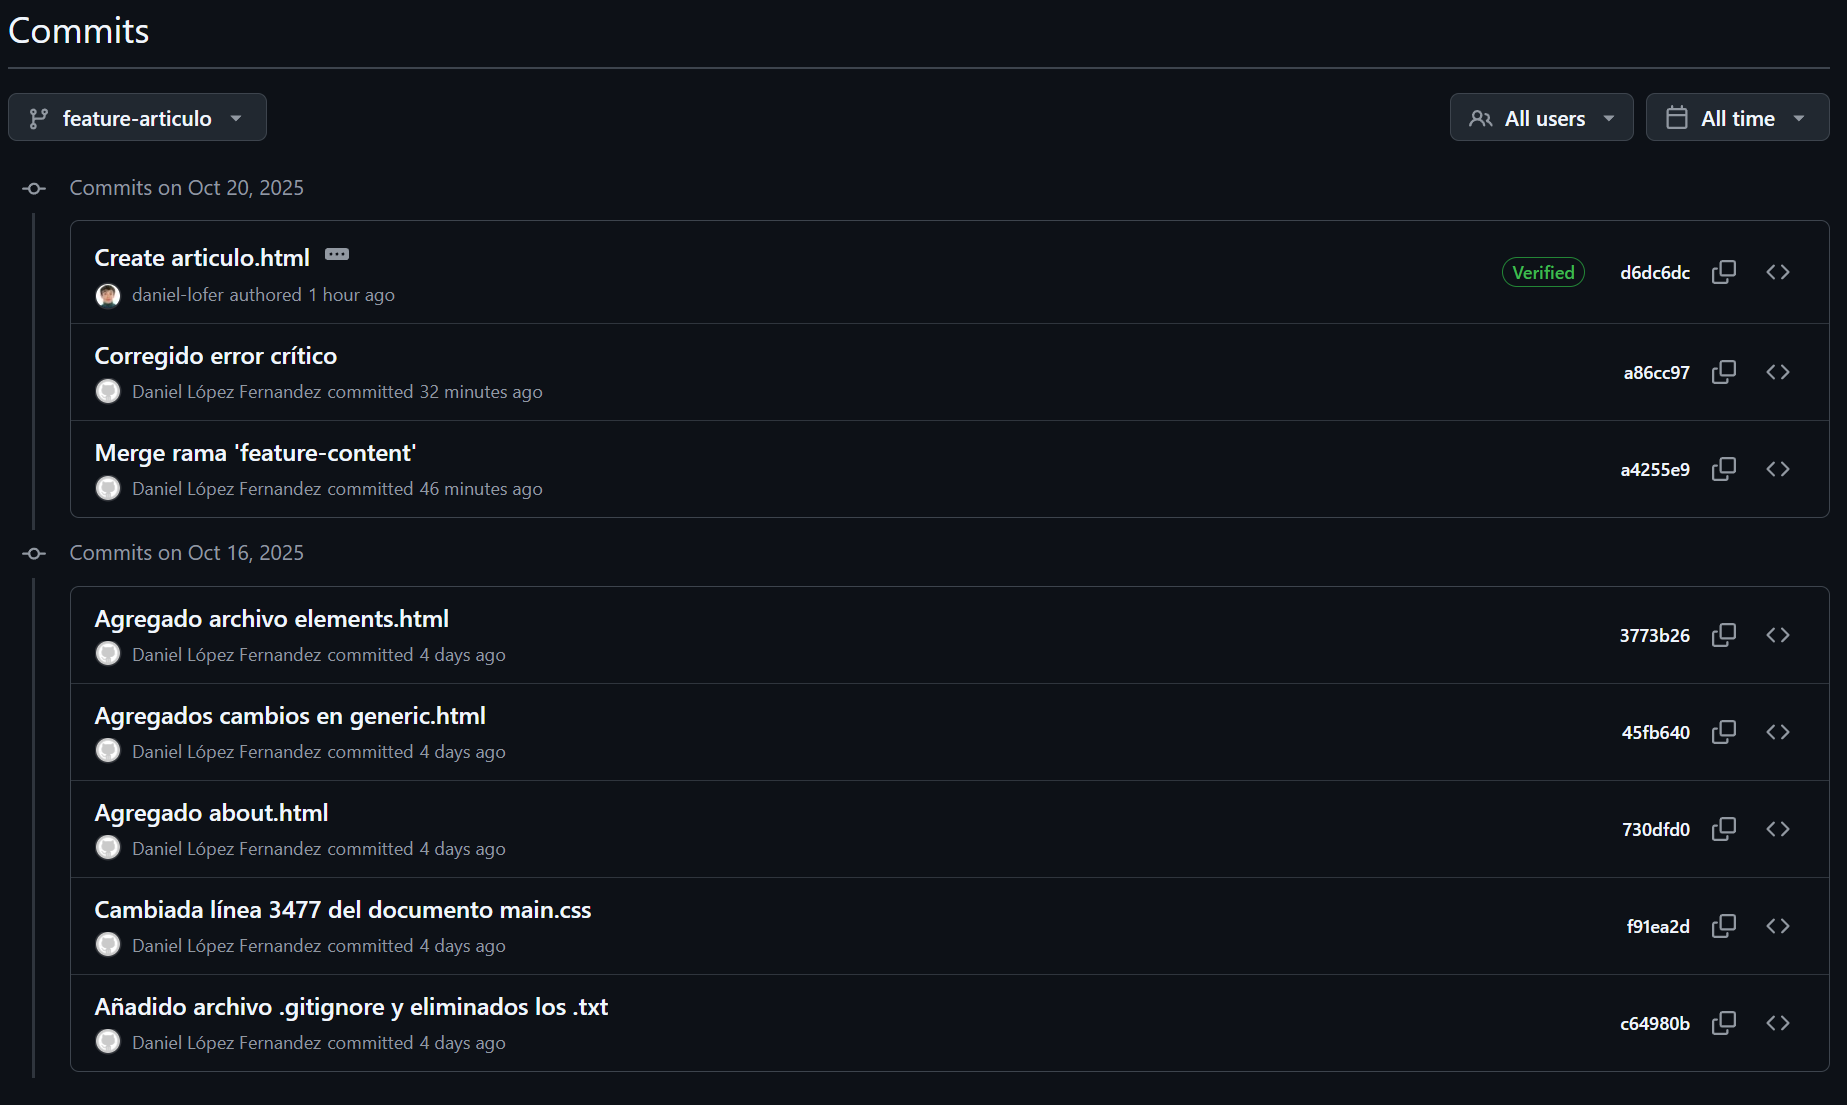 Commits
feature-articulo
All users
All time
Commits on Oct 20, 2025
Create articulo.html
daniel-lofer authored 1 hour ago
Verified
d6dc6dc
Corregido error crítico
Daniel López Fernandez committed 32 minutes ago
a86cc97
Merge rama 'feature-content'
Daniel López Fernandez committed 46 minutes ago
a4255e9
Commits on Oct 16, 2025
Agregado archivo elements.html
Daniel López Fernandez committed 4 days ago
3773b26
Agregados cambios en generic.html
Daniel López Fernandez committed 4 days ago
45fb640
Agregado about.html
Daniel López Fernandez committed 4 days ago
730dfd0
Cambiada línea 3477 del documento main.css
Daniel López Fernandez committed 4 days ago
f91ea2d
Añadido archivo .gitignore y eliminados los .txt
Daniel López Fernandez committed 4 days ago
c64980b